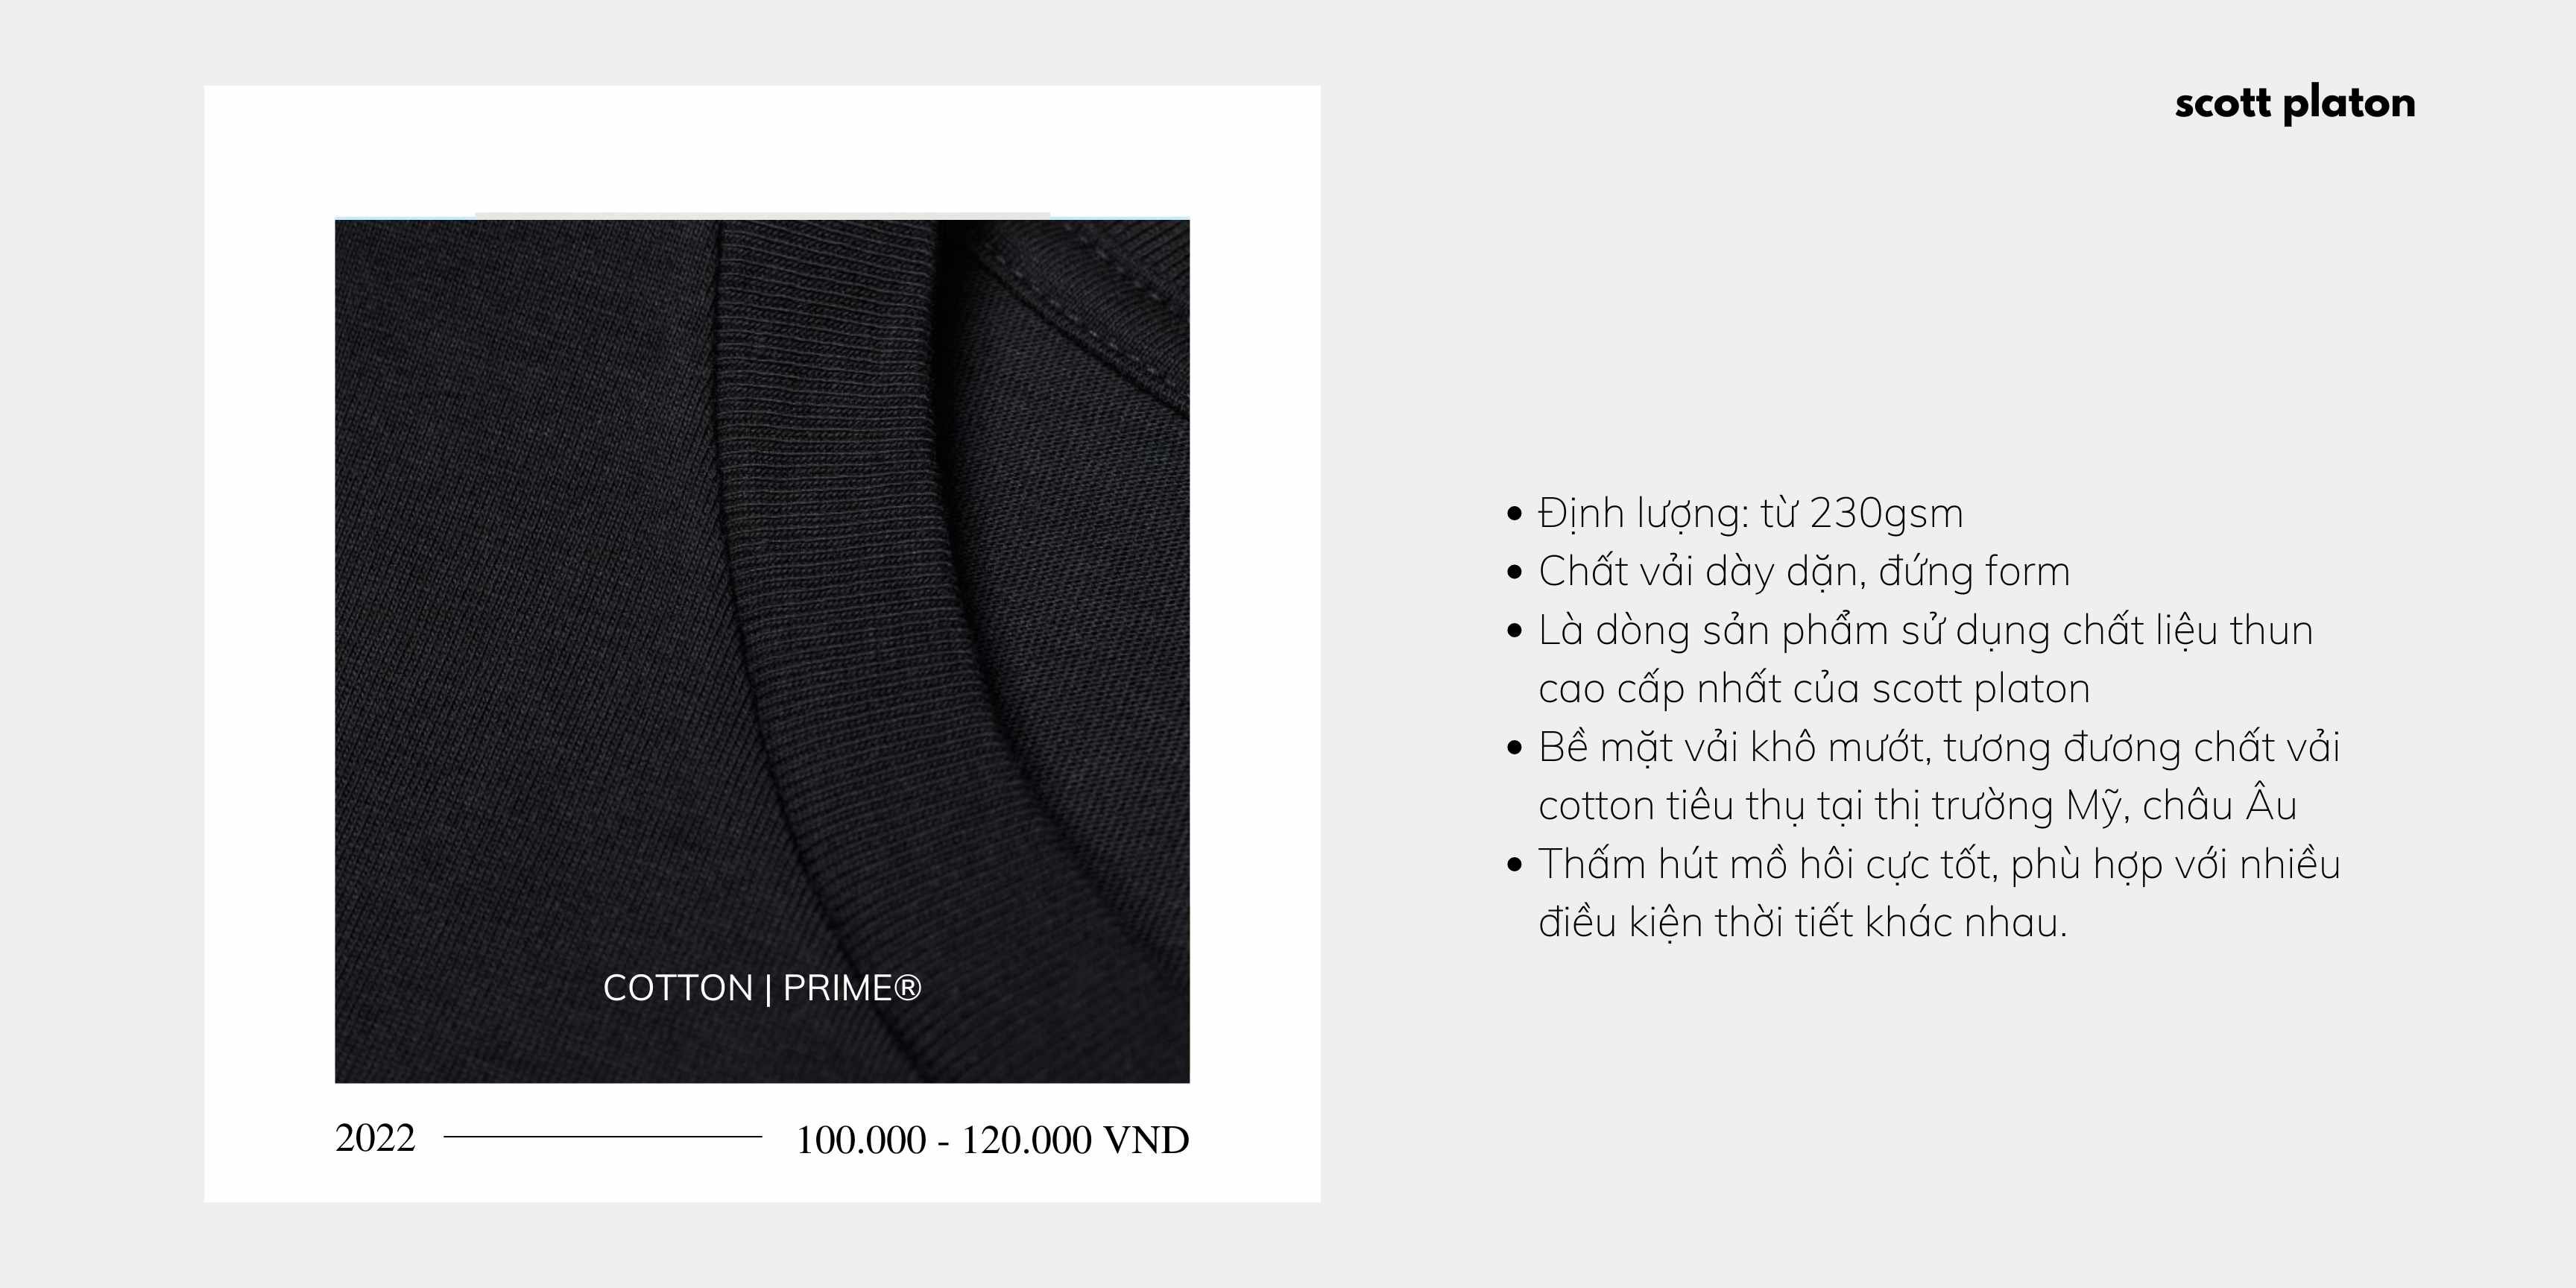 scott platon
COTTON | PRIME®
2022
100.000 - 120.000 VND
• Định lượng: từ 230gsm
• Chất vải dày dặn, đứng form
• Là dòng sản phẩm sử dụng chất liệu thun
cao cấp nhất của scott platon
• Bề mặt vải khô mướt, tương đương chất vải
cotton tiêu thụ tại thị trường Mỹ, châu Âu
• Thấm hút mồ hôi cực tốt, phù hợp với nhiều
điều kiện thời tiết khác nhau.